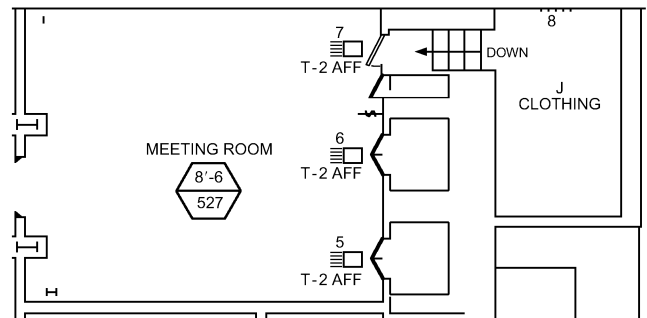 7
T-2 AFF
8
DOWN
J
CLOTHING
MEETING ROOM
8'-6
527
6
T-2 AFF
5
T-2 AFF